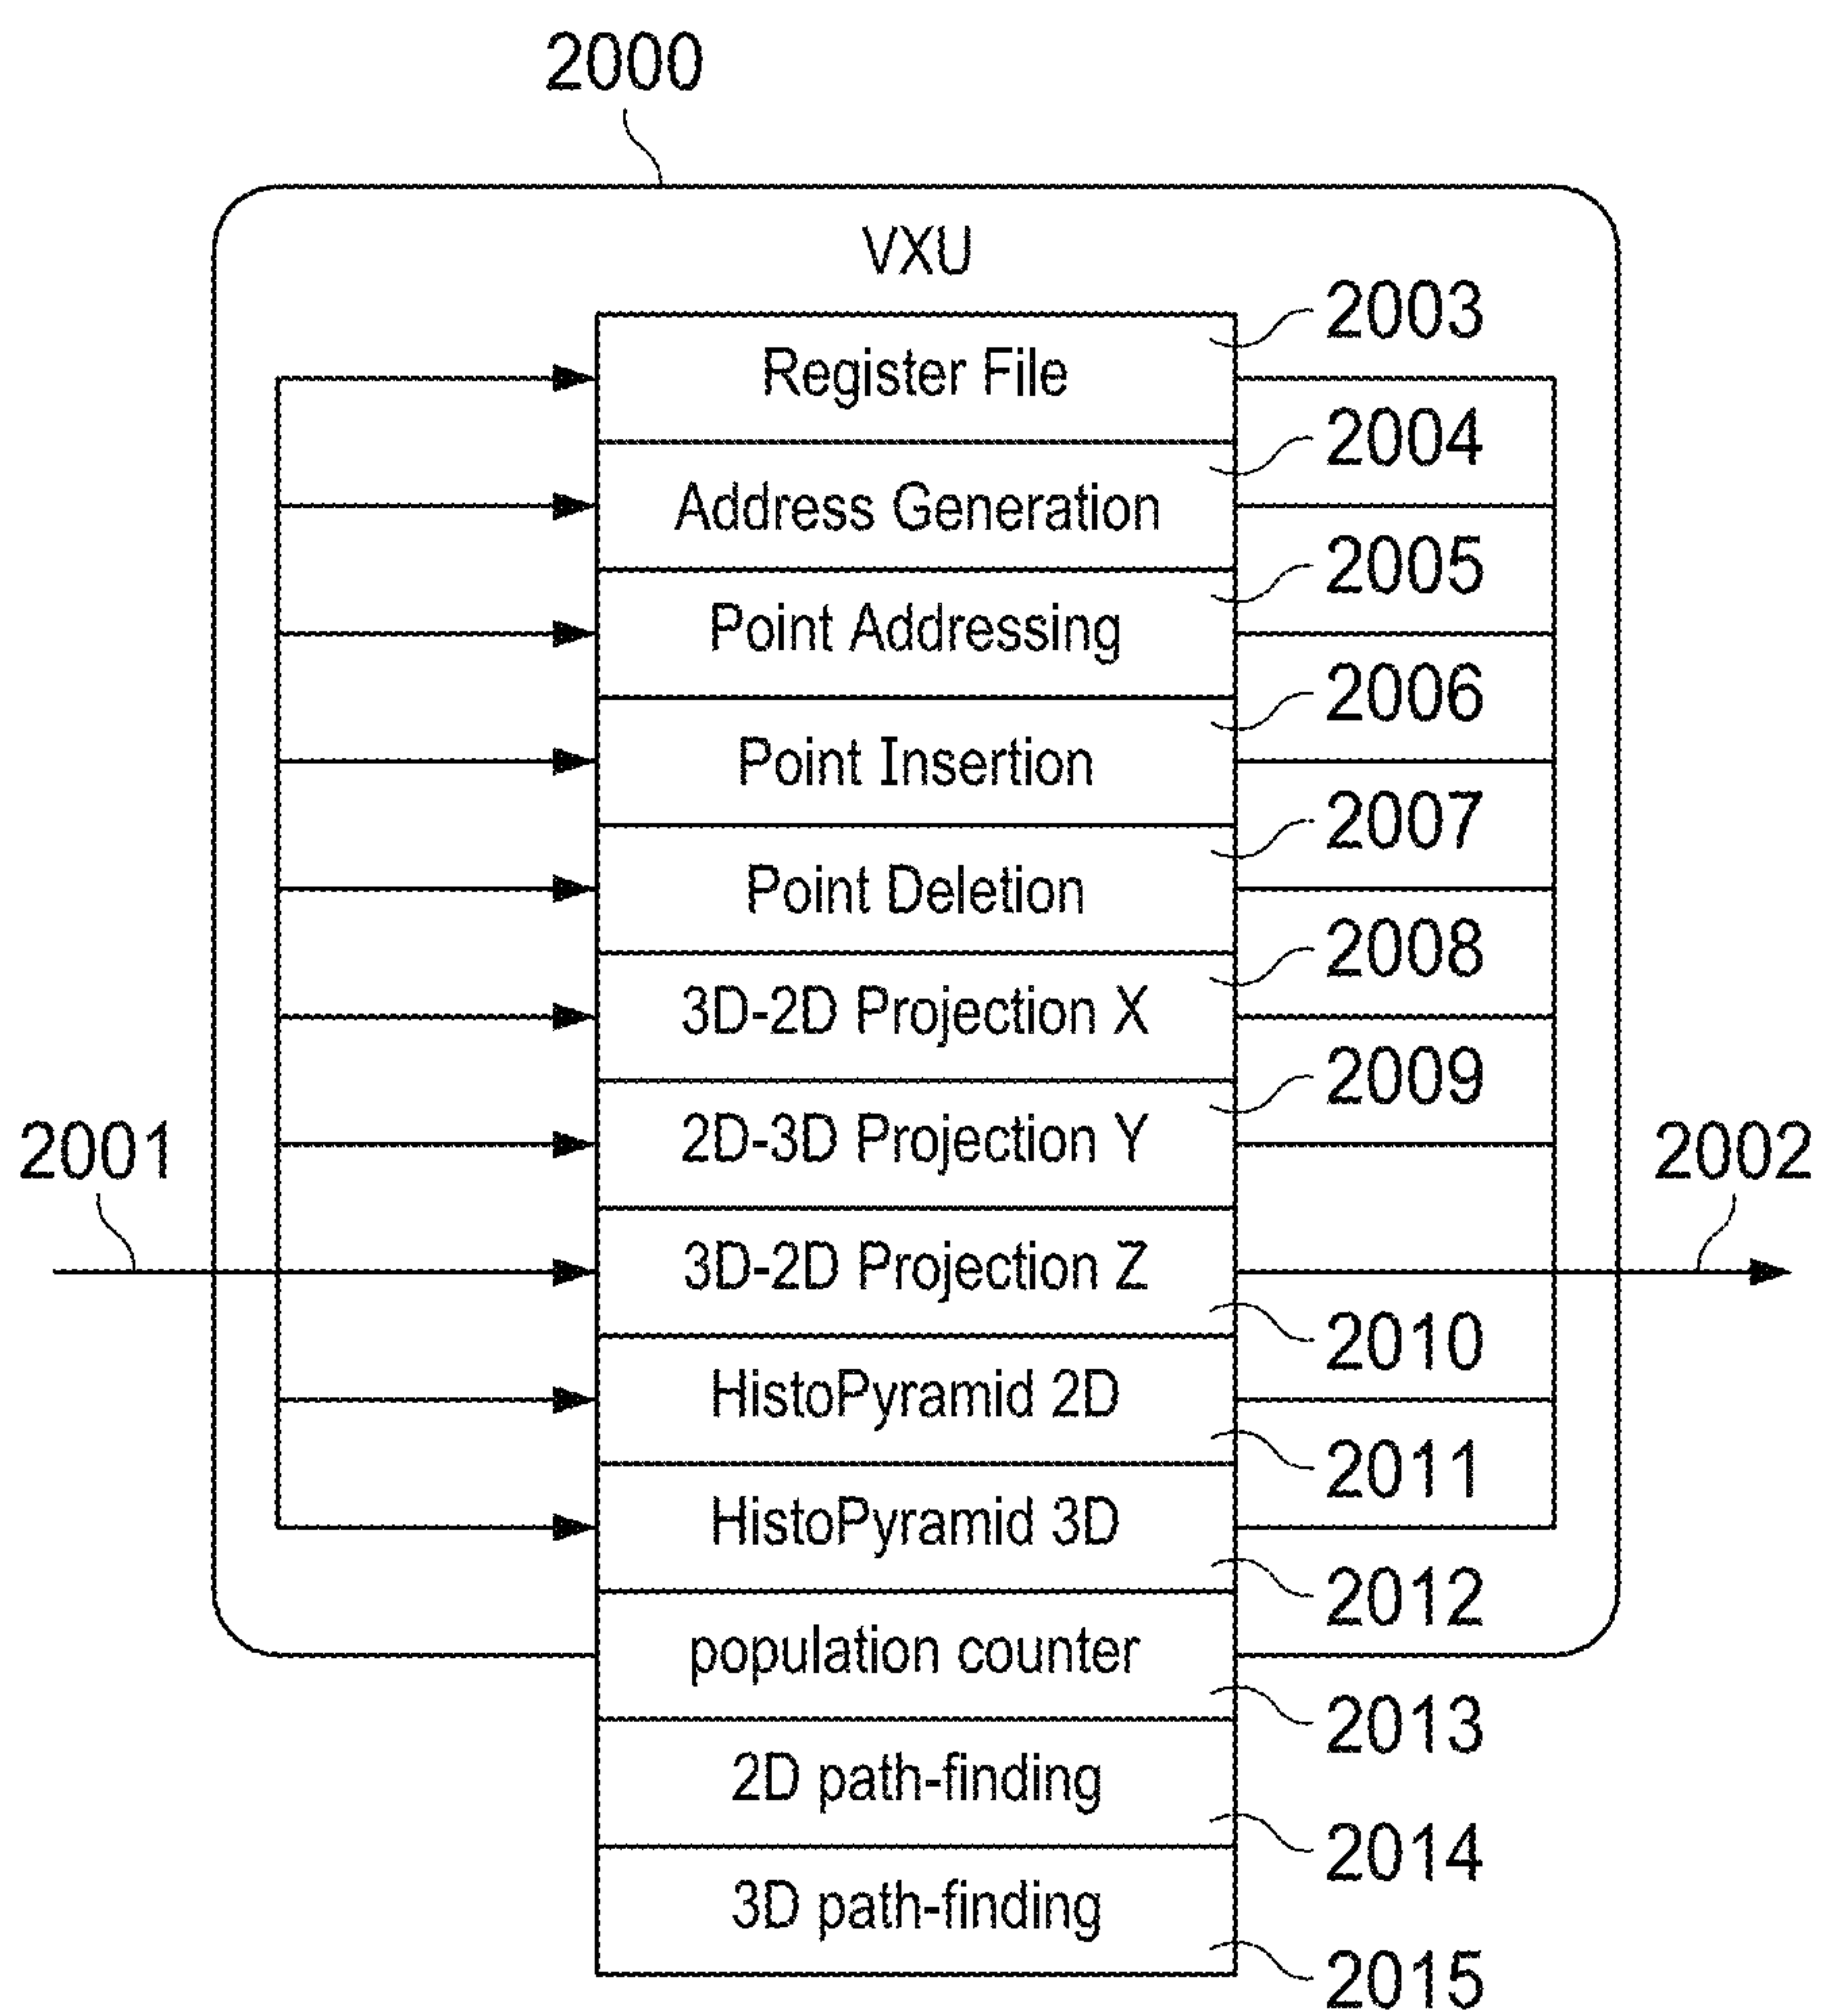 2000
VXU
Register File
2003
Address Generation
2004
Point Addressing
2005
Point Insertion
2006
Point Deletion
2007
3D-2D Projection X
2008
2D-3D Projection Y
2009
2001
3D-2D Projection Z
2002
2010
HistoPyramid 2D
2011
HistoPyramid 3D
2012
population counter
2013
2D path-finding
2014
3D path-finding
2015